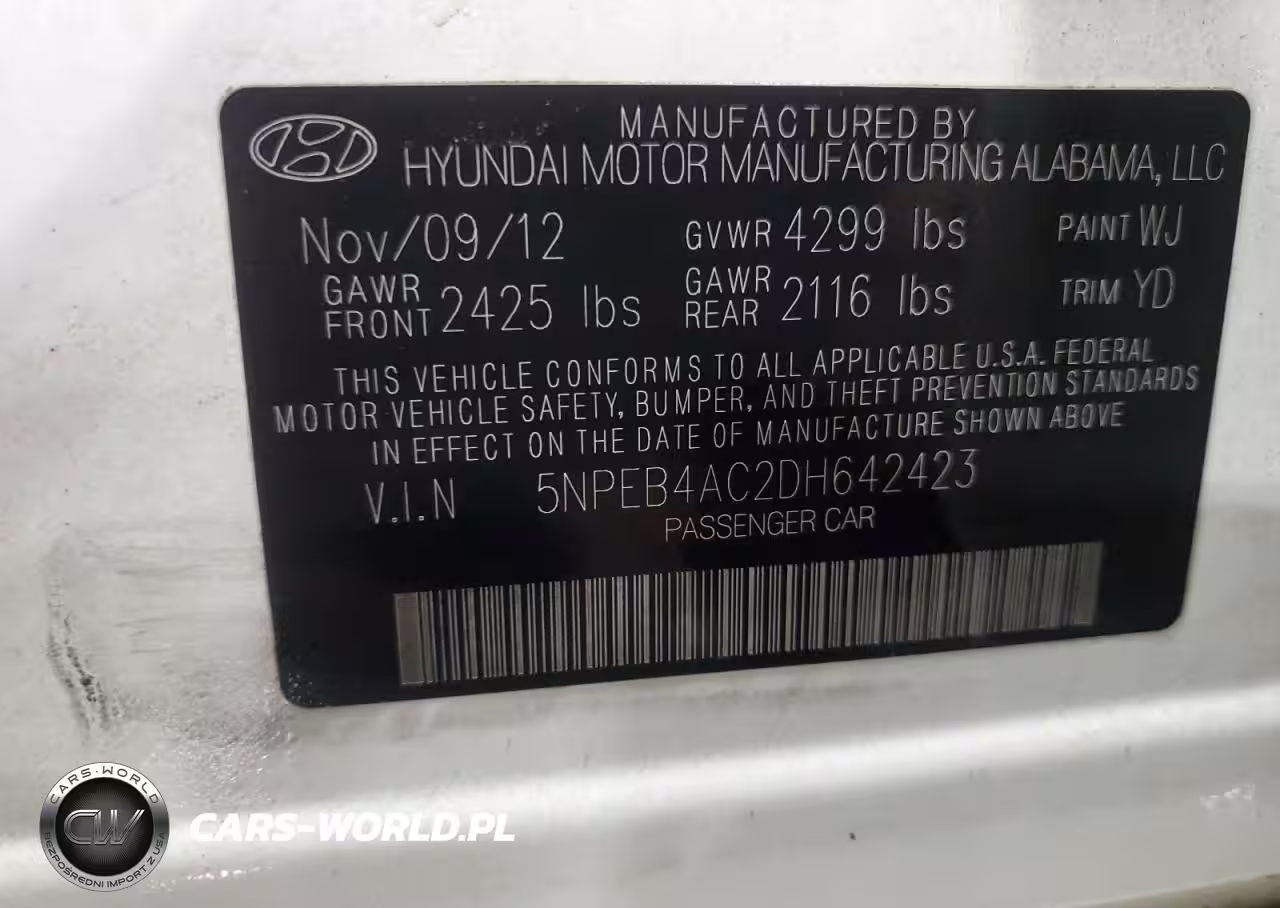 MANUFACTURED BY
HYUNDAI MOTOR MANUFACTURING ALABAMA, LLC
Nov/09/12 GVWR 4299 lbs PAINT WJ
GAWR FRONT 2425 lbs GAWR REAR 2116 lbs TRIM YD
THIS VEHICLE CONFORMS TO ALL APPLICABLE U.S.A. FEDERAL
MOTOR VEHICLE SAFETY, BUMPER, AND THEFT PREVENTION STANDARDS
IN EFFECT ON THE DATE OF MANUFACTURE SHOWN ABOVE
V.I.N 5NPEB4AC2DH642423
PASSENGER CAR
CARS-WORLD
CW
BEZPOŚREDNI IMPORT Z USA
CARS-WORLD.PL